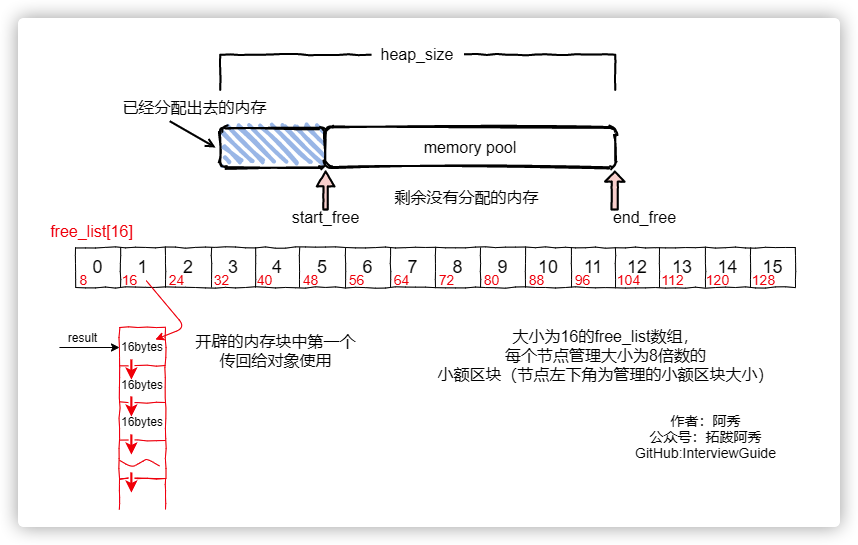 heap_size
已经分配出去的内存
memory pool
剩余没有分配的内存
start_free
end_free
free_list[16]
0 1 2 3 4 5 6 7 8 9 10 11 12 13 14 15
8 16 24 32 40 48 56 64 72 80 88 96 104 112 120 128
result
16bytes
16bytes
16bytes
开辟的内存块中第一个
传回给对象使用
大小为16的free_list数组，
每个节点管理大小为8倍数的
小额区块（节点左下角为管理的小额区块大小）
作者：阿秀
公众号：拓跋阿秀
GitHub:InterviewGuide